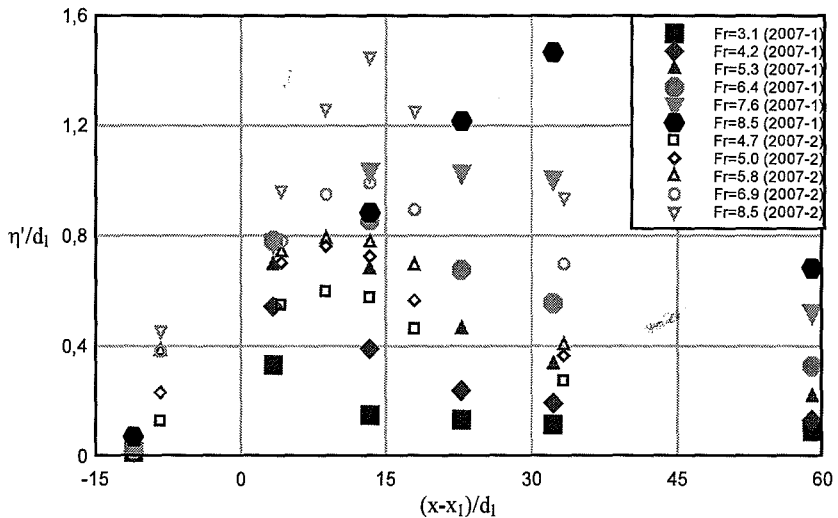 1,6
1,2
0,8
0,4
0
η'/d₁
-15
0
15
30
45
60
(x-x₁)/d₁
Fr=3.1 (2007-1)
Fr=4.2 (2007-1)
Fr=5.3 (2007-1)
Fr=6.4 (2007-1)
Fr=7.6 (2007-1)
Fr=8.5 (2007-1)
Fr=4.7 (2007-2)
Fr=5.0 (2007-2)
Fr=5.8 (2007-2)
Fr=6.9 (2007-2)
Fr=8.5 (2007-2)